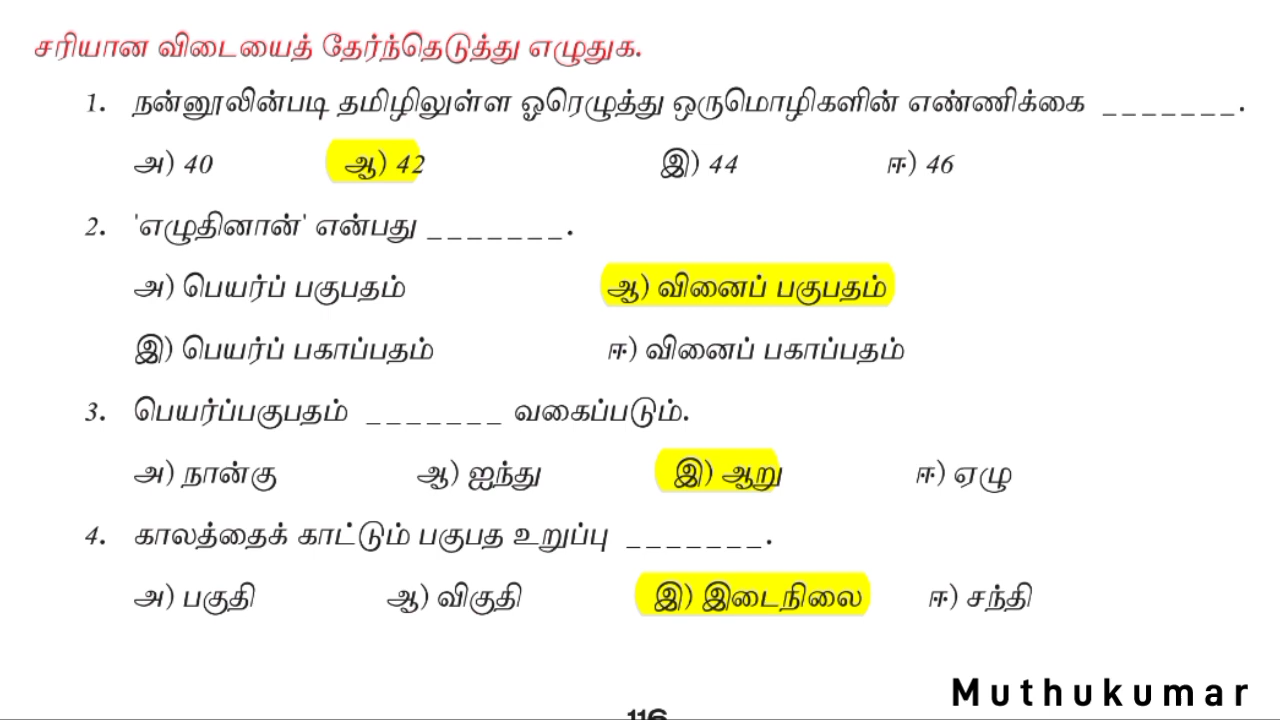 சரியான விடையைத் தேர்ந்தெடுத்து எழுதுக.
1. நன்னூலின்படி தமிழிலுள்ள ஓரெழுத்து ஒருமொழிகளின் எண்ணிக்கை _______.
அ) 40 ஆ) 42 இ) 44 ஈ) 46
2. 'எழுதினான்' என்பது _______.
அ) பெயர்ப் பகுபதம் ஆ) வினைப் பகுபதம்
இ) பெயர்ப் பகாப்பதம் ஈ) வினைப் பகாப்பதம்
3. பெயர்ப்பகுபதம் _______ வகைப்படும்.
அ) நான்கு ஆ) ஐந்து இ) ஆறு ஈ) ஏழு
4. காலத்தைக் காட்டும் பகுபத உறுப்பு _______.
அ) பகுதி ஆ) விகுதி இ) இடைநிலை ஈ) சந்தி
Muthukumar
116